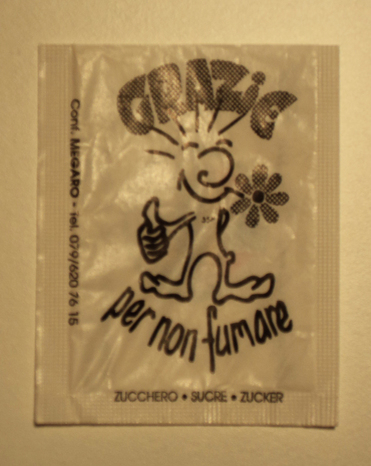 GRAZiE
per non fumare
ZUCCHERO • SUCRE • ZUCKER
Conf. MEGARO - Tel. 079/620 76 15